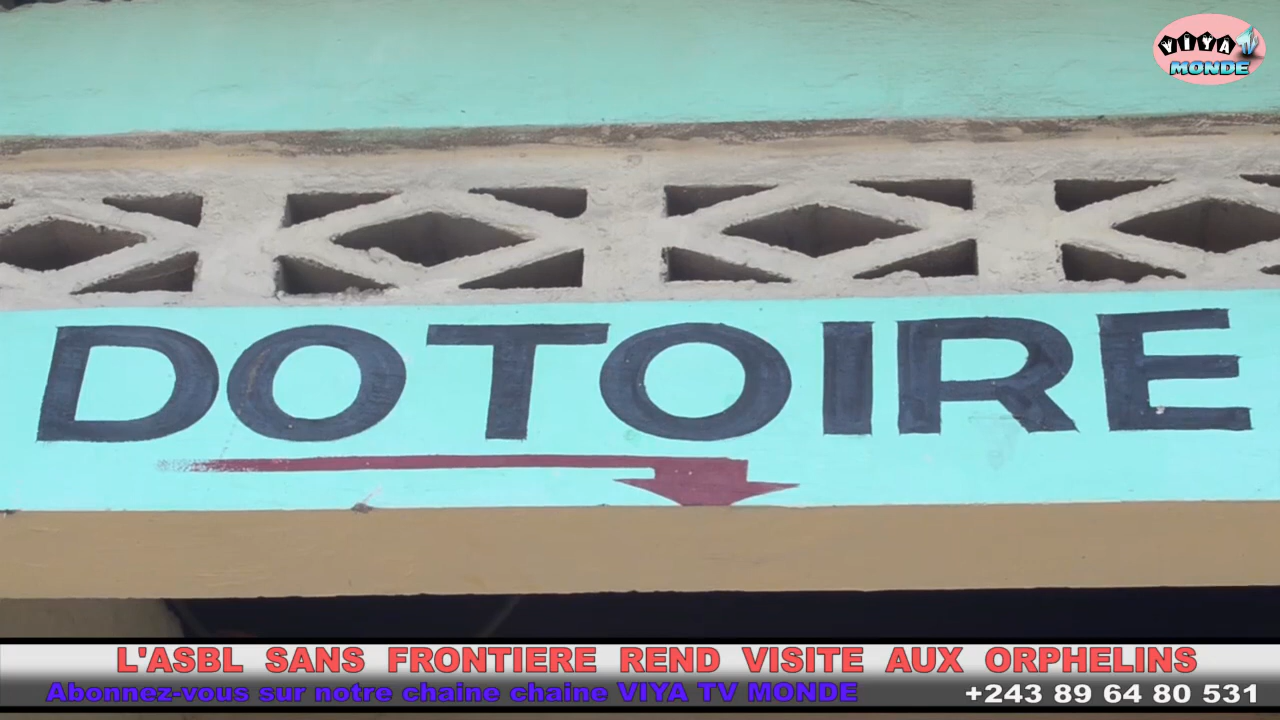 VIYA TV
MONDE
DOTOIRE
L'ASBL SANS FRONTIERE REND VISITE AUX ORPHELINS
Abonnez-vous sur notre chaine chaine VIYA TV MONDE +243 89 64 80 531